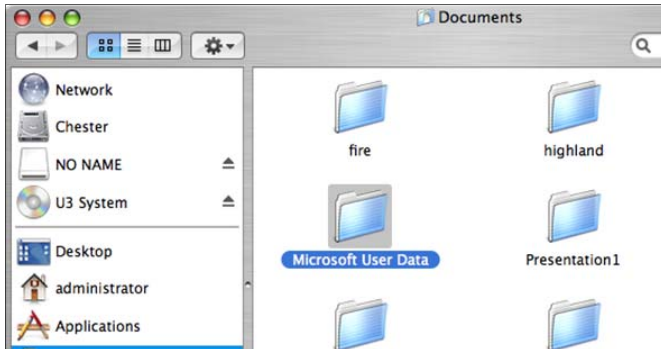 Documents
Network
Chester
NO NAME
U3 System
Desktop
administrator
Applications
fire
highland
Microsoft User Data
Presentation1